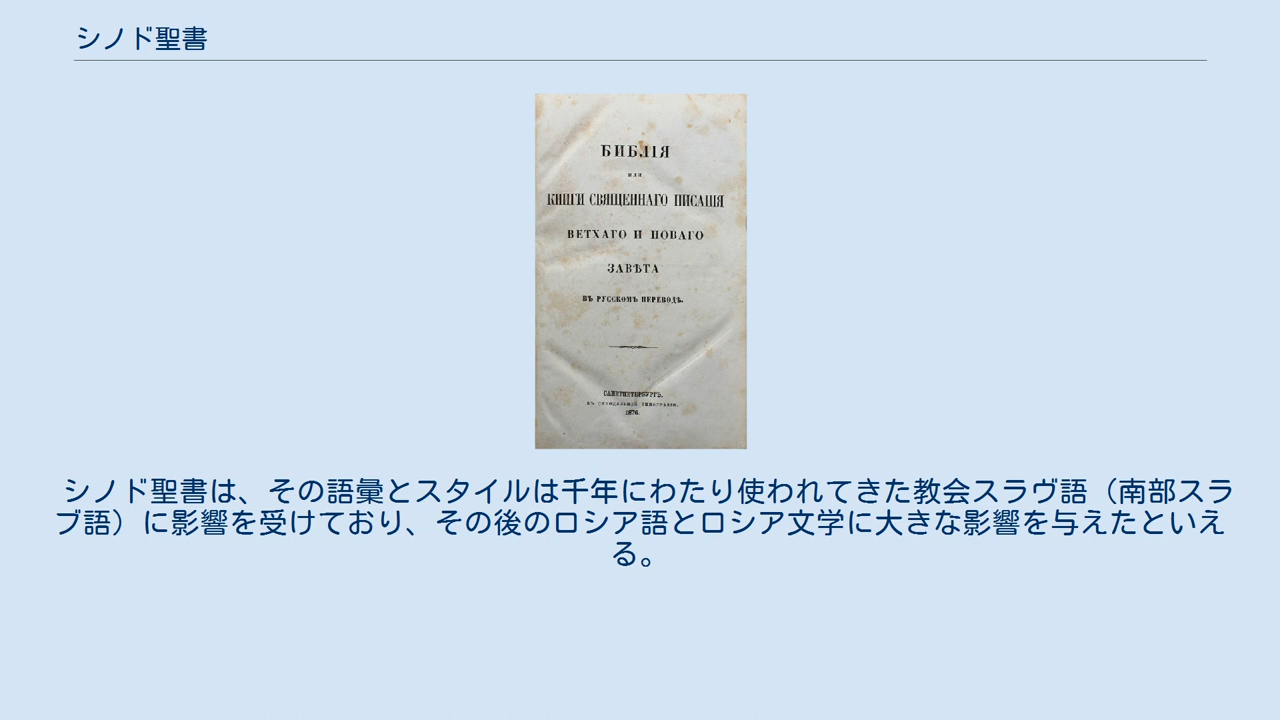 シノド聖書
БИБЛІЯ
ИЛИ
КНИГИ СВЯЩЕННАГО ПИСАНІЯ
ВЕТХАГО И НОВАГО
ЗАВѢТА
ВЪ РУССКОМЪ ПЕРЕВОДѢ.
САНКТПЕТЕРБУРГЪ.
ВЪ СИНОДАЛЬНОЙ ТИПОГРАФІИ.
1876.
シノド聖書は、その語彙とスタイルは千年にわたり使われてきた教会スラヴ語（南部スラ
ブ語）に影響を受けており、その後のロシア語とロシア文学に大きな影響を与えたといえ
る。